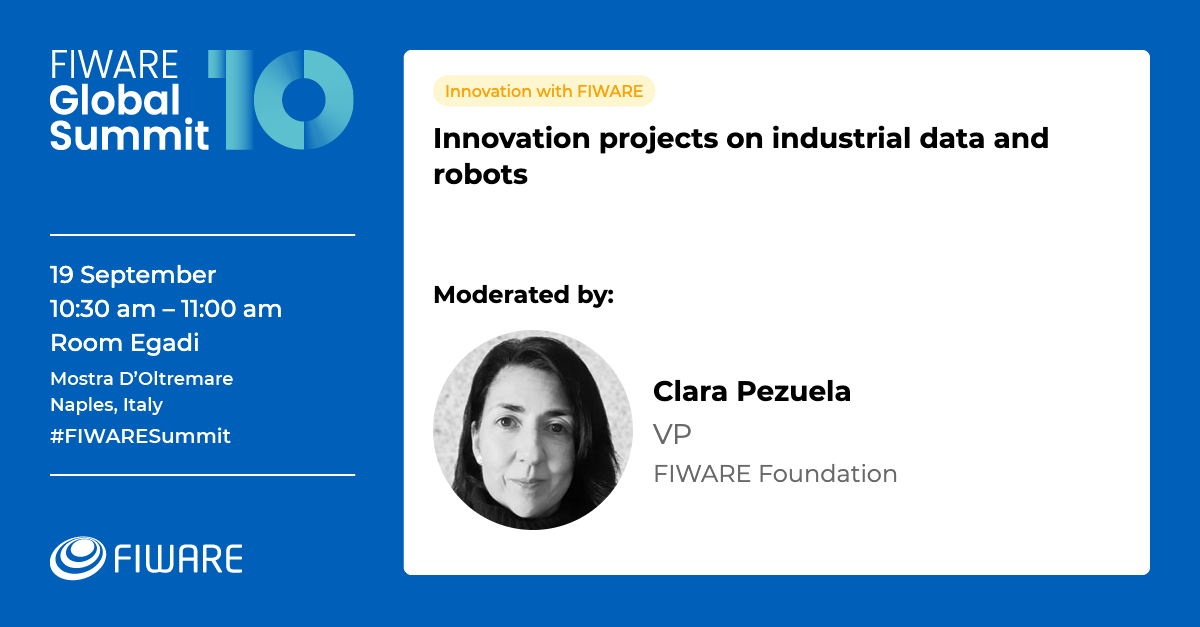 FIWARE
Global
Summit
10
19 September
10:30 am – 11:00 am
Room Egadi
Mostra D’Oltremare
Naples, Italy
#FIWARESummit
FIWARE
Innovation with FIWARE
Innovation projects on industrial data and
robots
Moderated by:
Clara Pezuela
VP
FIWARE Foundation